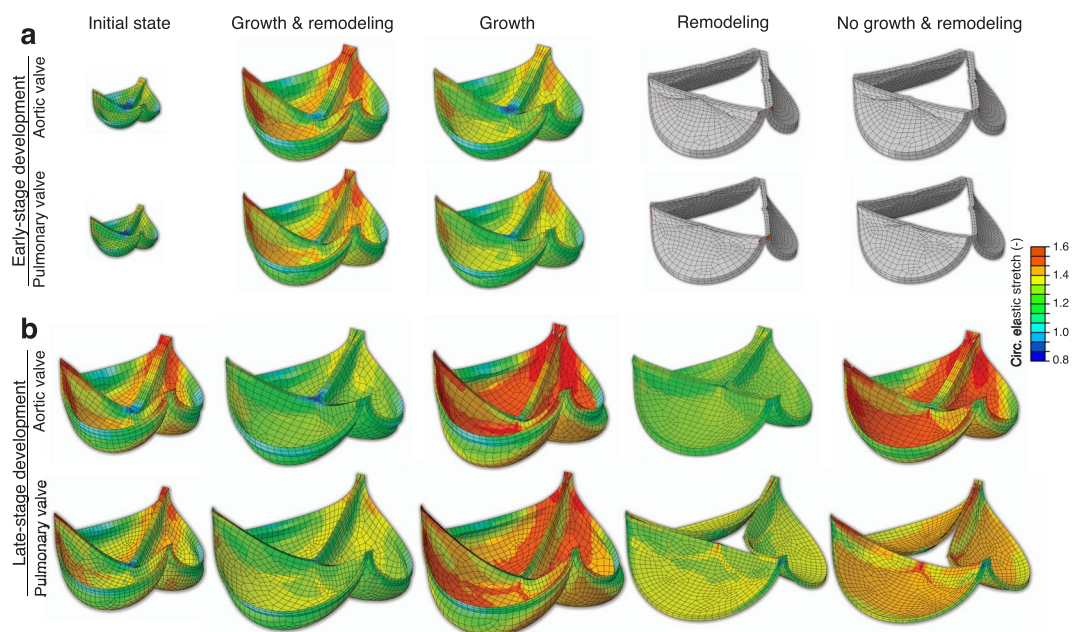 a
Initial state
Growth & remodeling
Growth
Remodeling
No growth & remodeling
Early-stage development
Aortic valve
Pulmonary valve
Circ. elastic stretch (-)
1.6
1.4
1.2
1.0
0.8
b
Late-stage development
Aortic valve
Pulmonary valve